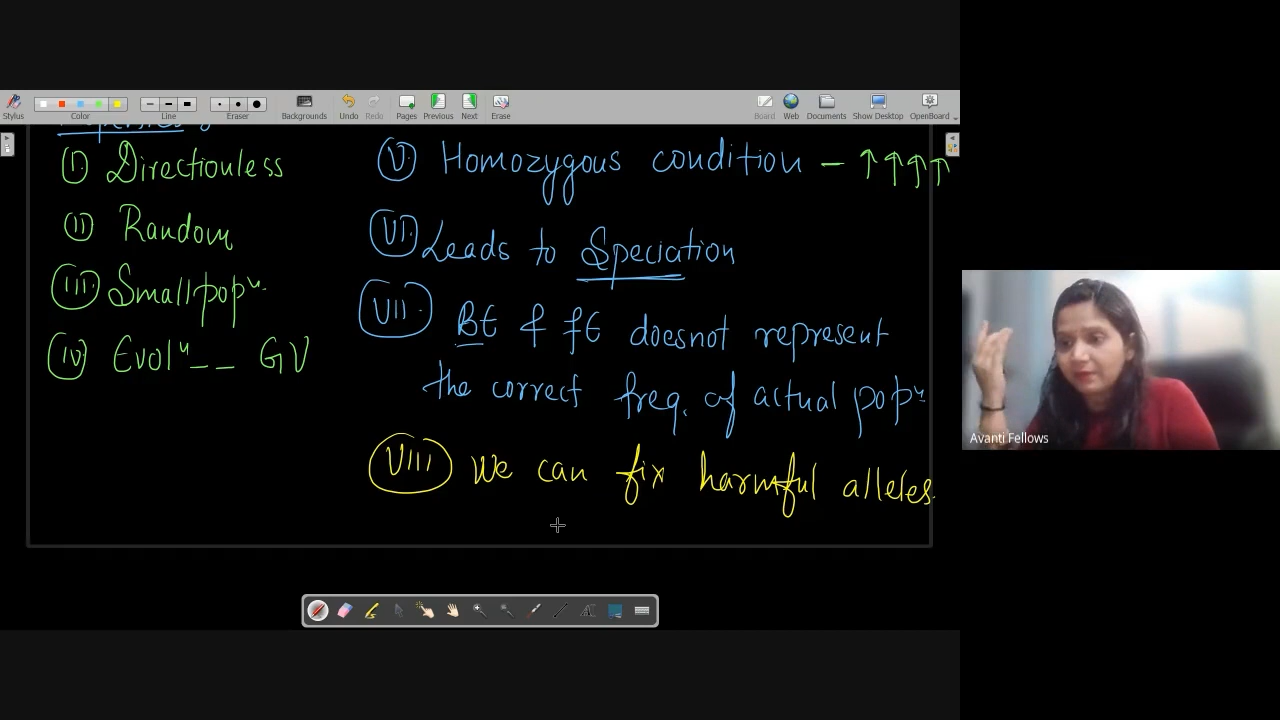 Stylus
Color
Line
Eraser
Backgrounds
Undo
Redo
Pages
Previous
Next
Erase
Board
Web
Documents
Show Desktop
OpenBoard
(I). Directionless
(II) Random
(III). Small popn.
(IV) Evoln -- GV
(V) Homozygous condition - ↑↑↑↑
(VI). Leads to Speciation
(VII). BE & fE doesnot represent
the correct freq. of actual popn.
(VIII) We can fix harmful alleles.
Avanti Fellows